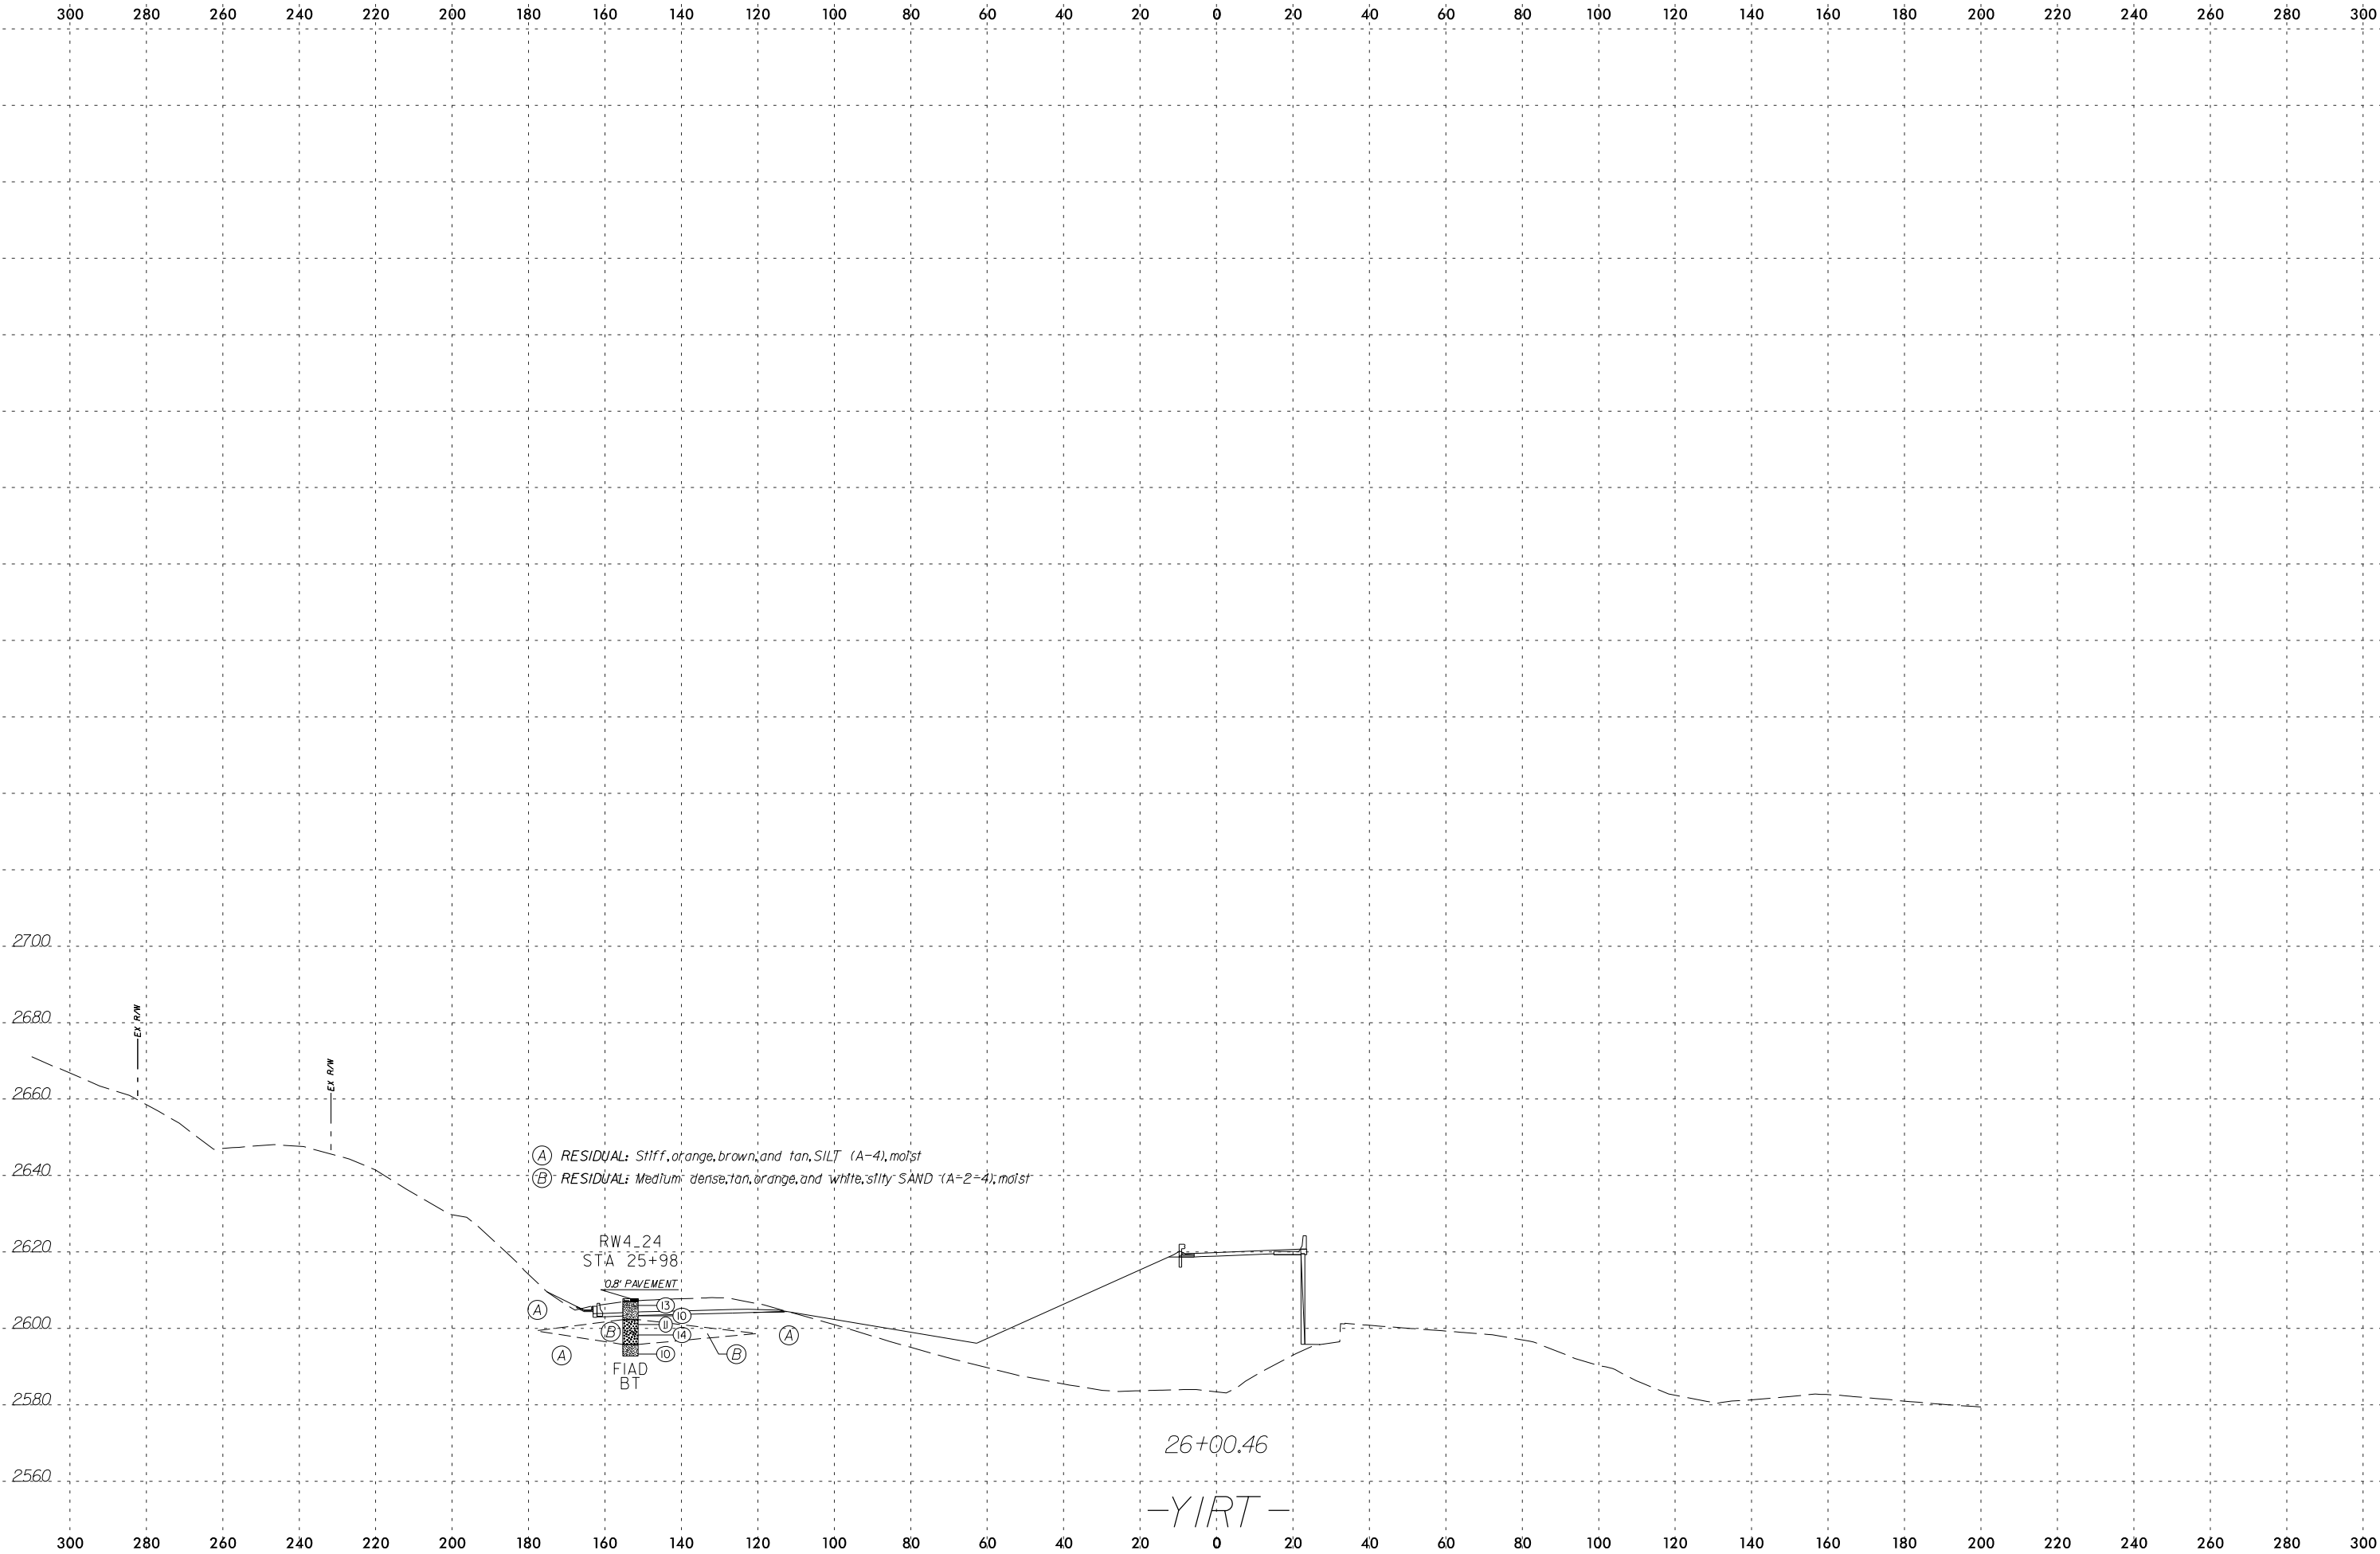 300 280 260 240 220 200 180 160 140 120 100 80 60 40 20 0 20 40 60 80 100 120 140 160 180 200 220 240 260 280 300
2700
2680
EX R/W
2660
EX R/W
2640
A RESIDUAL: Stiff, orange, brown, and tan, SILT (A-4), moist
B RESIDUAL: Medium dense, tan, orange, and white, silty SAND (A-2-4), moist
2620
RW4_24
STA 25+98
0.8' PAVEMENT
A
13
10
2600
B
11
14
A
A
10
B
FIAD
BT
2580
26+00.46
2560
-Y1RT-
300 280 260 240 220 200 180 160 140 120 100 80 60 40 20 0 20 40 60 80 100 120 140 160 180 200 220 240 260 280 300